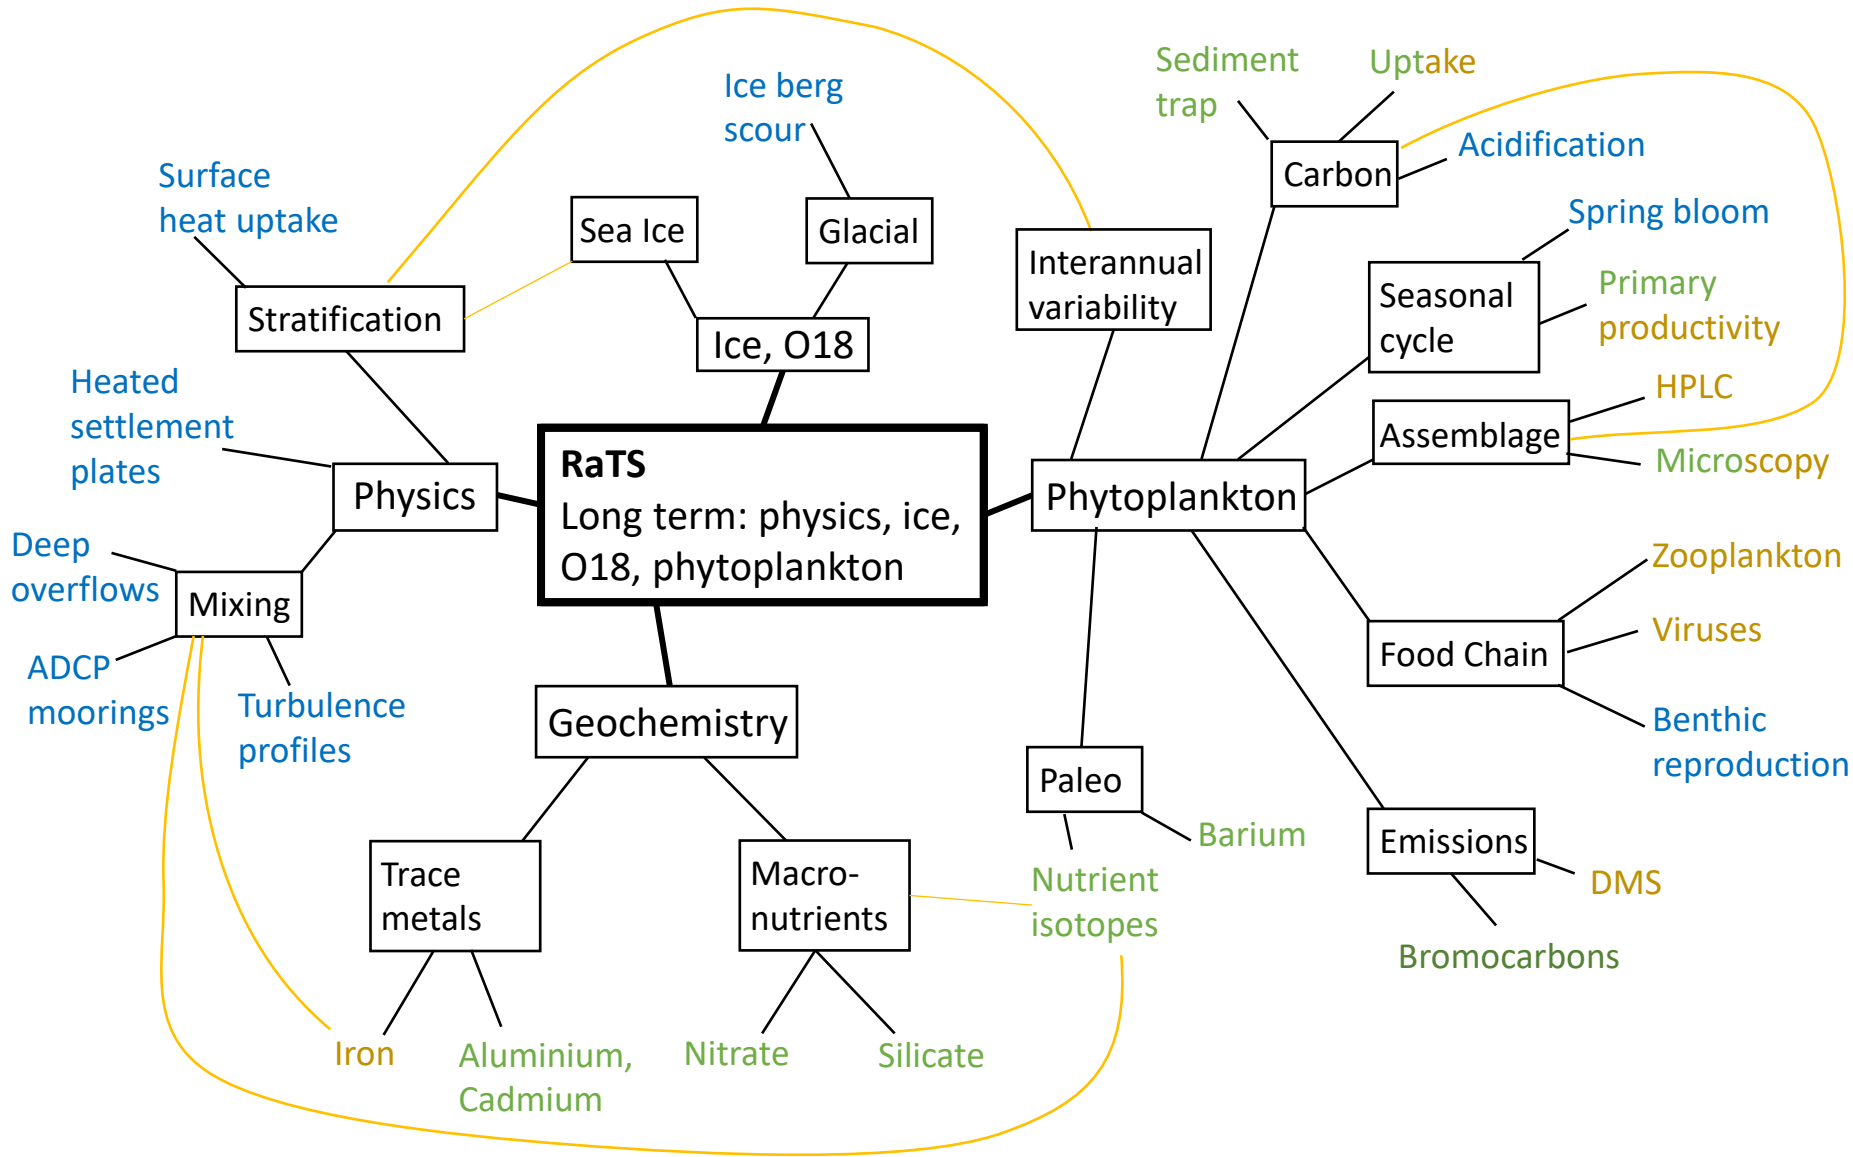 Ice berg
scour
Sediment
trap
Uptake
Carbon
Acidification
Surface
heat uptake
Sea Ice
Glacial
Interannual
variability
Spring bloom
Seasonal
cycle
Primary
productivity
Stratification
Ice, O18
HPLC
Assemblage
Microscopy
Heated
settlement
plates
Physics
RaTS
Long term: physics, ice,
O18, phytoplankton
Phytoplankton
Deep
overflows
Mixing
ADCP
moorings
Turbulence
profiles
Zooplankton
Viruses
Food Chain
Benthic
reproduction
Geochemistry
Paleo
Barium
Nutrient
isotopes
Emissions
DMS
Bromocarbons
Trace
metals
Macro-
nutrients
Iron
Aluminium,
Cadmium
Nitrate
Silicate